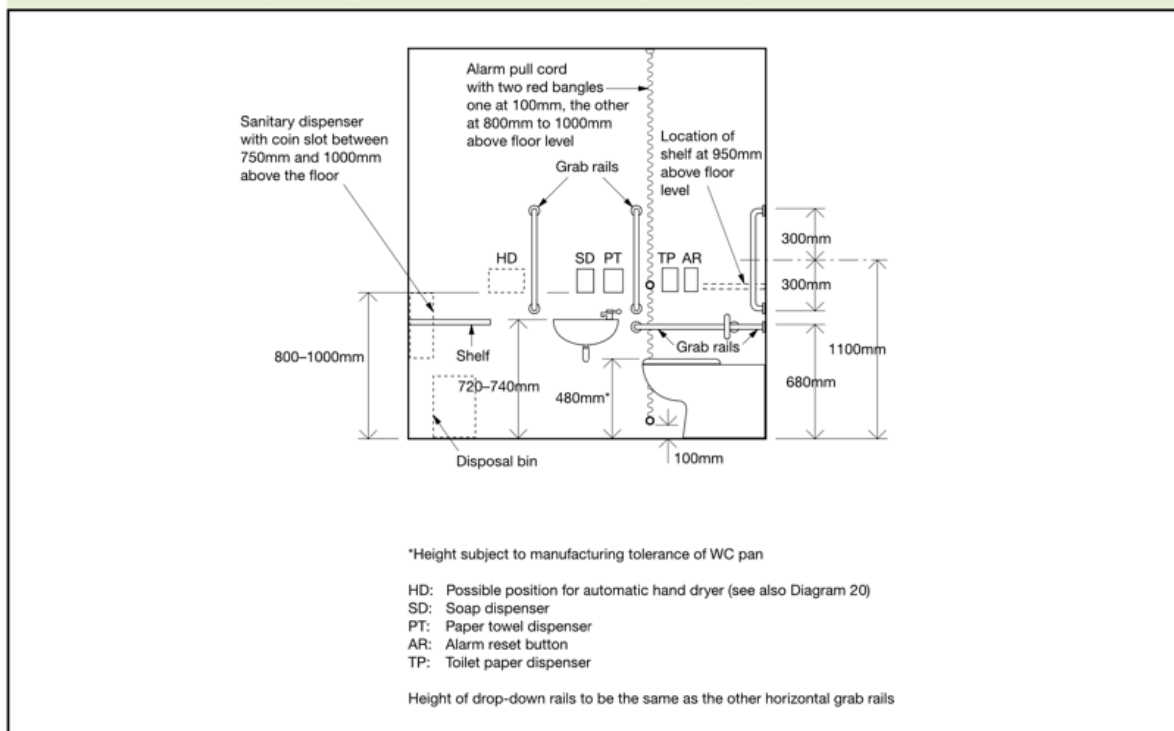 Alarm pull cord
with two red bangles
one at 100mm, the other
at 800mm to 1000mm
above floor level
Sanitary dispenser
with coin slot between
750mm and 1000mm
above the floor
Location of
shelf at 950mm
above floor
level
Grab rails
HD
SD
PT
TP
AR
300mm
300mm
800–1000mm
Shelf
720–740mm
480mm*
Grab rails
1100mm
680mm
Disposal bin
100mm
*Height subject to manufacturing tolerance of WC pan
HD: Possible position for automatic hand dryer (see also Diagram 20)
SD: Soap dispenser
PT: Paper towel dispenser
AR: Alarm reset button
TP: Toilet paper dispenser
Height of drop-down rails to be the same as the other horizontal grab rails